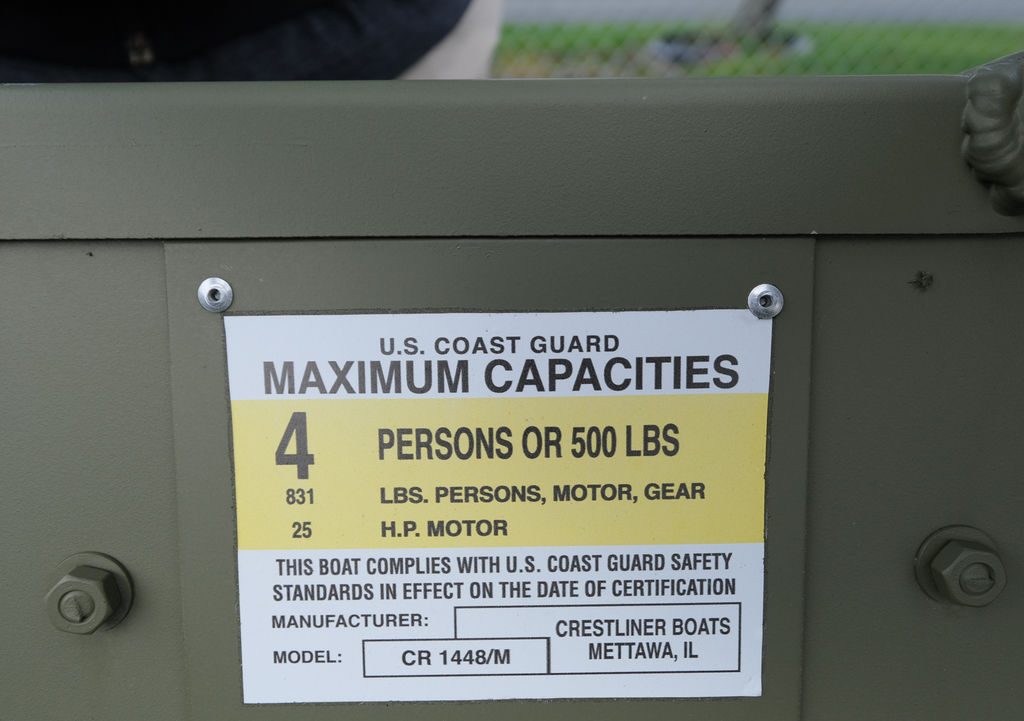 U.S. COAST GUARD
MAXIMUM CAPACITIES
4 PERSONS OR 500 LBS
831 LBS. PERSONS, MOTOR, GEAR
25 H.P. MOTOR
THIS BOAT COMPLIES WITH U.S. COAST GUARD SAFETY
STANDARDS IN EFFECT ON THE DATE OF CERTIFICATION
MANUFACTURER: CRESTLINER BOATS
METTAWA, IL
MODEL: CR 1448/M